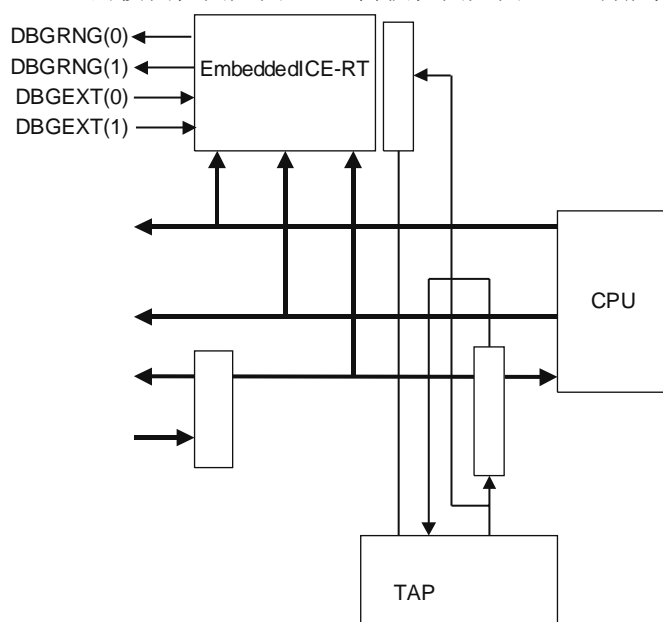 DBGRNG(0)
DBGRNG(1)
DBGEXT(0)
DBGEXT(1)
EmbeddedICE-RT
CPU
TAP